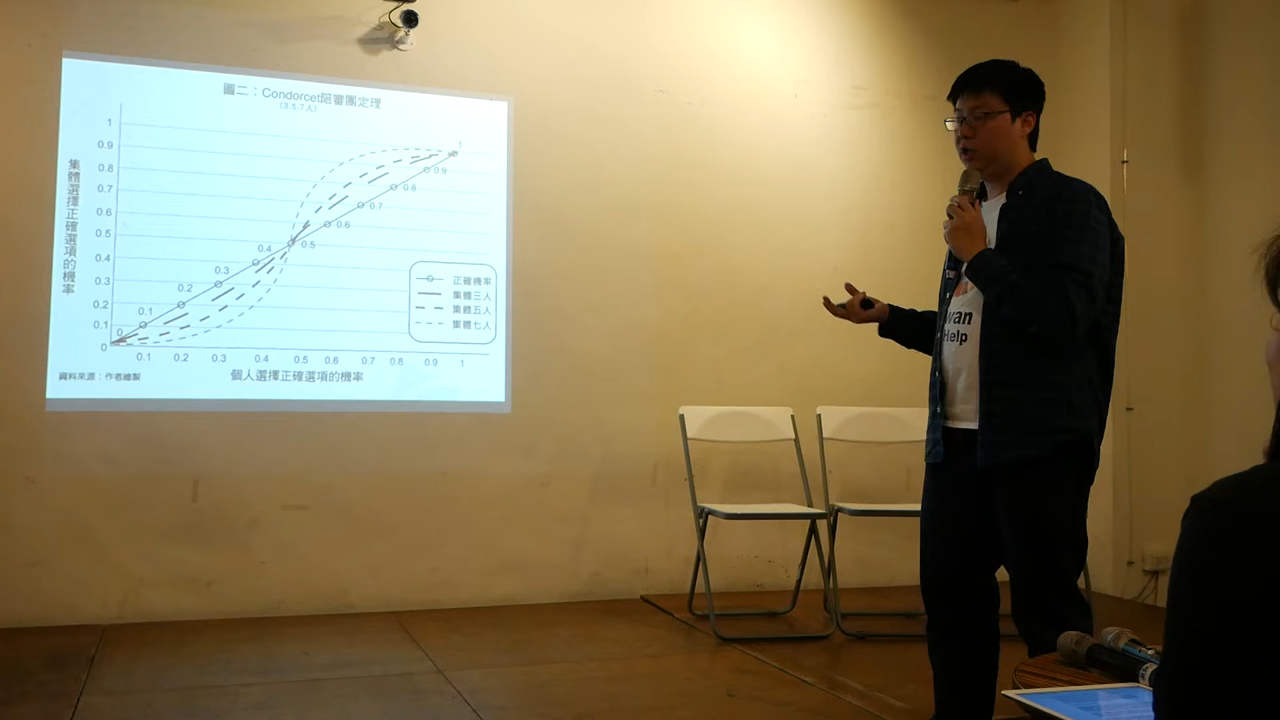 圖二：Condorcet陪審團定理
(3.5.7人)
集體選擇正確選項的機率
1
0.9
0.8
0.7
0.6
0.5
0.4
0.3
0.2
0.1
0
0
0.1
0.2
0.3
0.4
0.5
0.6
0.7
0.8
0.9
1
正確機率
集體三人
集體五人
集體七人
0.1 0.2 0.3 0.4 0.5 0.6 0.7 0.8 0.9 1
個人選擇正確選項的機率
資料來源：作者繪製
wan
Help